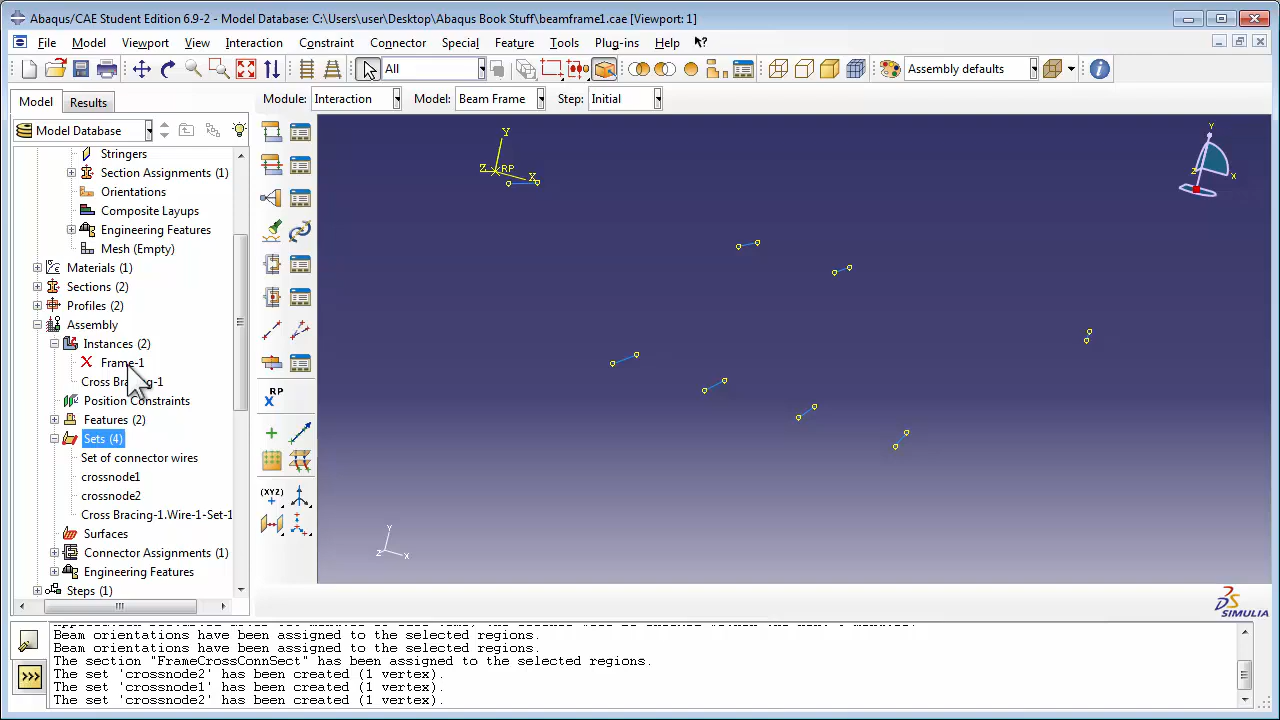 Abaqus/CAE Student Edition 6.9-2 - Model Database: C:\Users\user\Desktop\Abaqus Book Stuff\beamframe1.cae [Viewport: 1]
File Model Viewport View Interaction Constraint Connector Special Feature Tools Plug-ins Help
All
Assembly defaults
Model Results
Module: Interaction Model: Beam Frame Step: Initial
Model Database
Stringers
Section Assignments (1)
Orientations
Composite Layups
Engineering Features
Mesh (Empty)
Materials (1)
Sections (2)
Profiles (2)
Assembly
Instances (2)
Frame-1
Position Constraints
Features (2)
Sets (4)
Set of connector wires
crossnode1
crossnode2
Cross Bracing-1.Wire-1-Set-1
Surfaces
Connector Assignments (1)
Engineering Features
Steps (1)
RP
(XYZ)
Y
Z RP X
Y
Z X
Y
Z X
SIMULIA
Beam orientations have been assigned to the selected regions.
Beam orientations have been assigned to the selected regions.
The section "FrameCrossConnSect" has been assigned to the selected regions.
The set 'crossnode2' has been created (1 vertex).
The set 'crossnode1' has been created (1 vertex).
The set 'crossnode2' has been created (1 vertex).